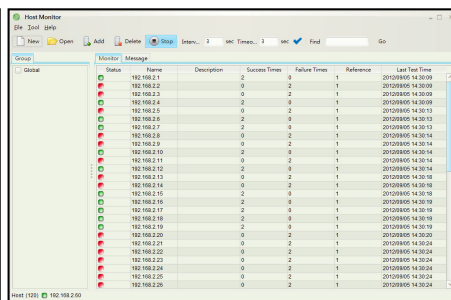 Host Monitor
File Tool Help
New Open Add Delete Stop Interv... 3 sec Timeo... 3 sec Find Go
Group Monitor Message
Global Status Name Description Success Times Failure Times Reference Last Test Time
192.168.2.1 2 0 1 2012/09/05 14:30:09
192.168.2.2 0 2 1 2012/09/05 14:30:09
192.168.2.3 0 2 1 2012/09/05 14:30:09
192.168.2.4 2 0 1 2012/09/05 14:30:09
192.168.2.5 2 0 1 2012/09/05 14:30:13
192.168.2.6 2 0 1 2012/09/05 14:30:13
192.168.2.7 2 0 1 2012/09/05 14:30:13
192.168.2.8 0 2 1 2012/09/05 14:30:14
192.168.2.9 0 2 1 2012/09/05 14:30:14
192.168.2.10 2 0 1 2012/09/05 14:30:14
192.168.2.11 0 2 1 2012/09/05 14:30:14
192.168.2.12 2 0 1 2012/09/05 14:30:14
192.168.2.13 0 2 1 2012/09/05 14:30:18
192.168.2.14 0 2 1 2012/09/05 14:30:18
192.168.2.15 2 0 1 2012/09/05 14:30:18
192.168.2.16 2 0 1 2012/09/05 14:30:19
192.168.2.17 2 0 1 2012/09/05 14:30:19
192.168.2.18 2 0 1 2012/09/05 14:30:19
192.168.2.19 2 0 1 2012/09/05 14:30:19
192.168.2.20 0 2 1 2012/09/05 14:30:20
192.168.2.21 0 2 1 2012/09/05 14:30:24
192.168.2.22 0 2 1 2012/09/05 14:30:24
192.168.2.23 0 2 1 2012/09/05 14:30:24
192.168.2.24 0 2 1 2012/09/05 14:30:24
192.168.2.25 0 2 1 2012/09/05 14:30:24
192.168.2.26 0 2 1 2012/09/05 14:30:24
Host (120) 192.168.2.60